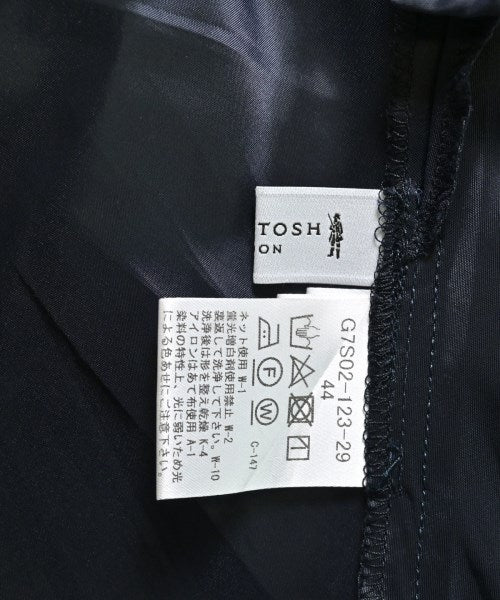 TOSH
ON
G7S02-123-29
44
F
W
C-147
ネット使用 W-1
蛍光増白剤使用禁止 W-2
裏返して洗浄して下さい。W-10
洗浄後は形を整え乾燥 K-4
アイロンはあて布使用 A-1
染料の特性上、光に弱いため光
による色あせにご注意下さい。